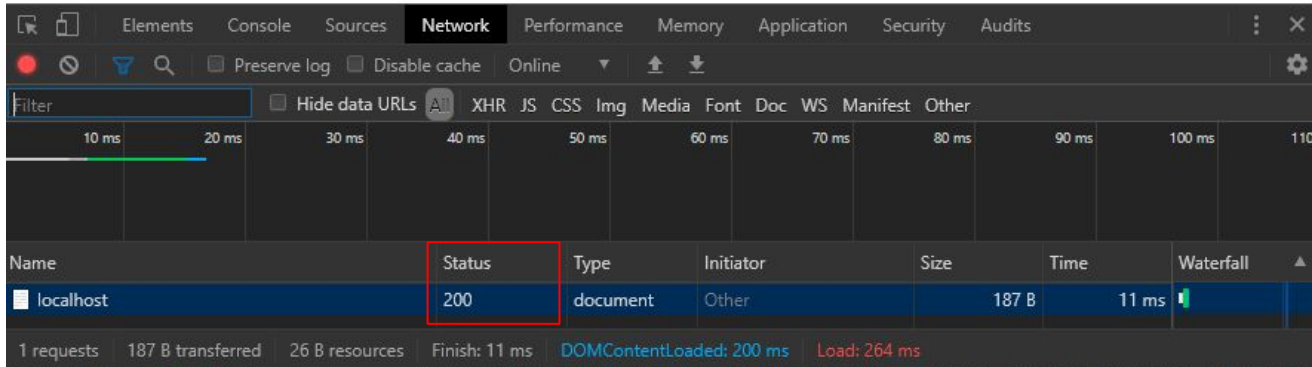 Elements Console Sources Network Performance Memory Application Security Audits
Preserve log Disable cache Online
Filter Hide data URLs All XHR JS CSS Img Media Font Doc WS Manifest Other
10 ms 20 ms 30 ms 40 ms 50 ms 60 ms 70 ms 80 ms 90 ms 100 ms 110
Name Status Type Initiator Size Time Waterfall
localhost 200 document Other 187 B 11 ms
1 requests 187 B transferred 26 B resources Finish: 11 ms DOMContentLoaded: 200 ms Load: 264 ms